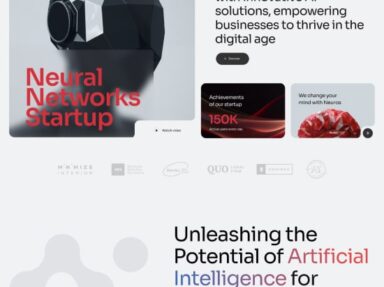 solutions, empowering
businesses to thrive in the
digital age
Neural
Networks
Startup
Watch video
Achievements
of our startup
150K
We change your
mind with Neuros
INTERIOR
QUO
Unleashing the
Potential of Artificial
Intelligence for